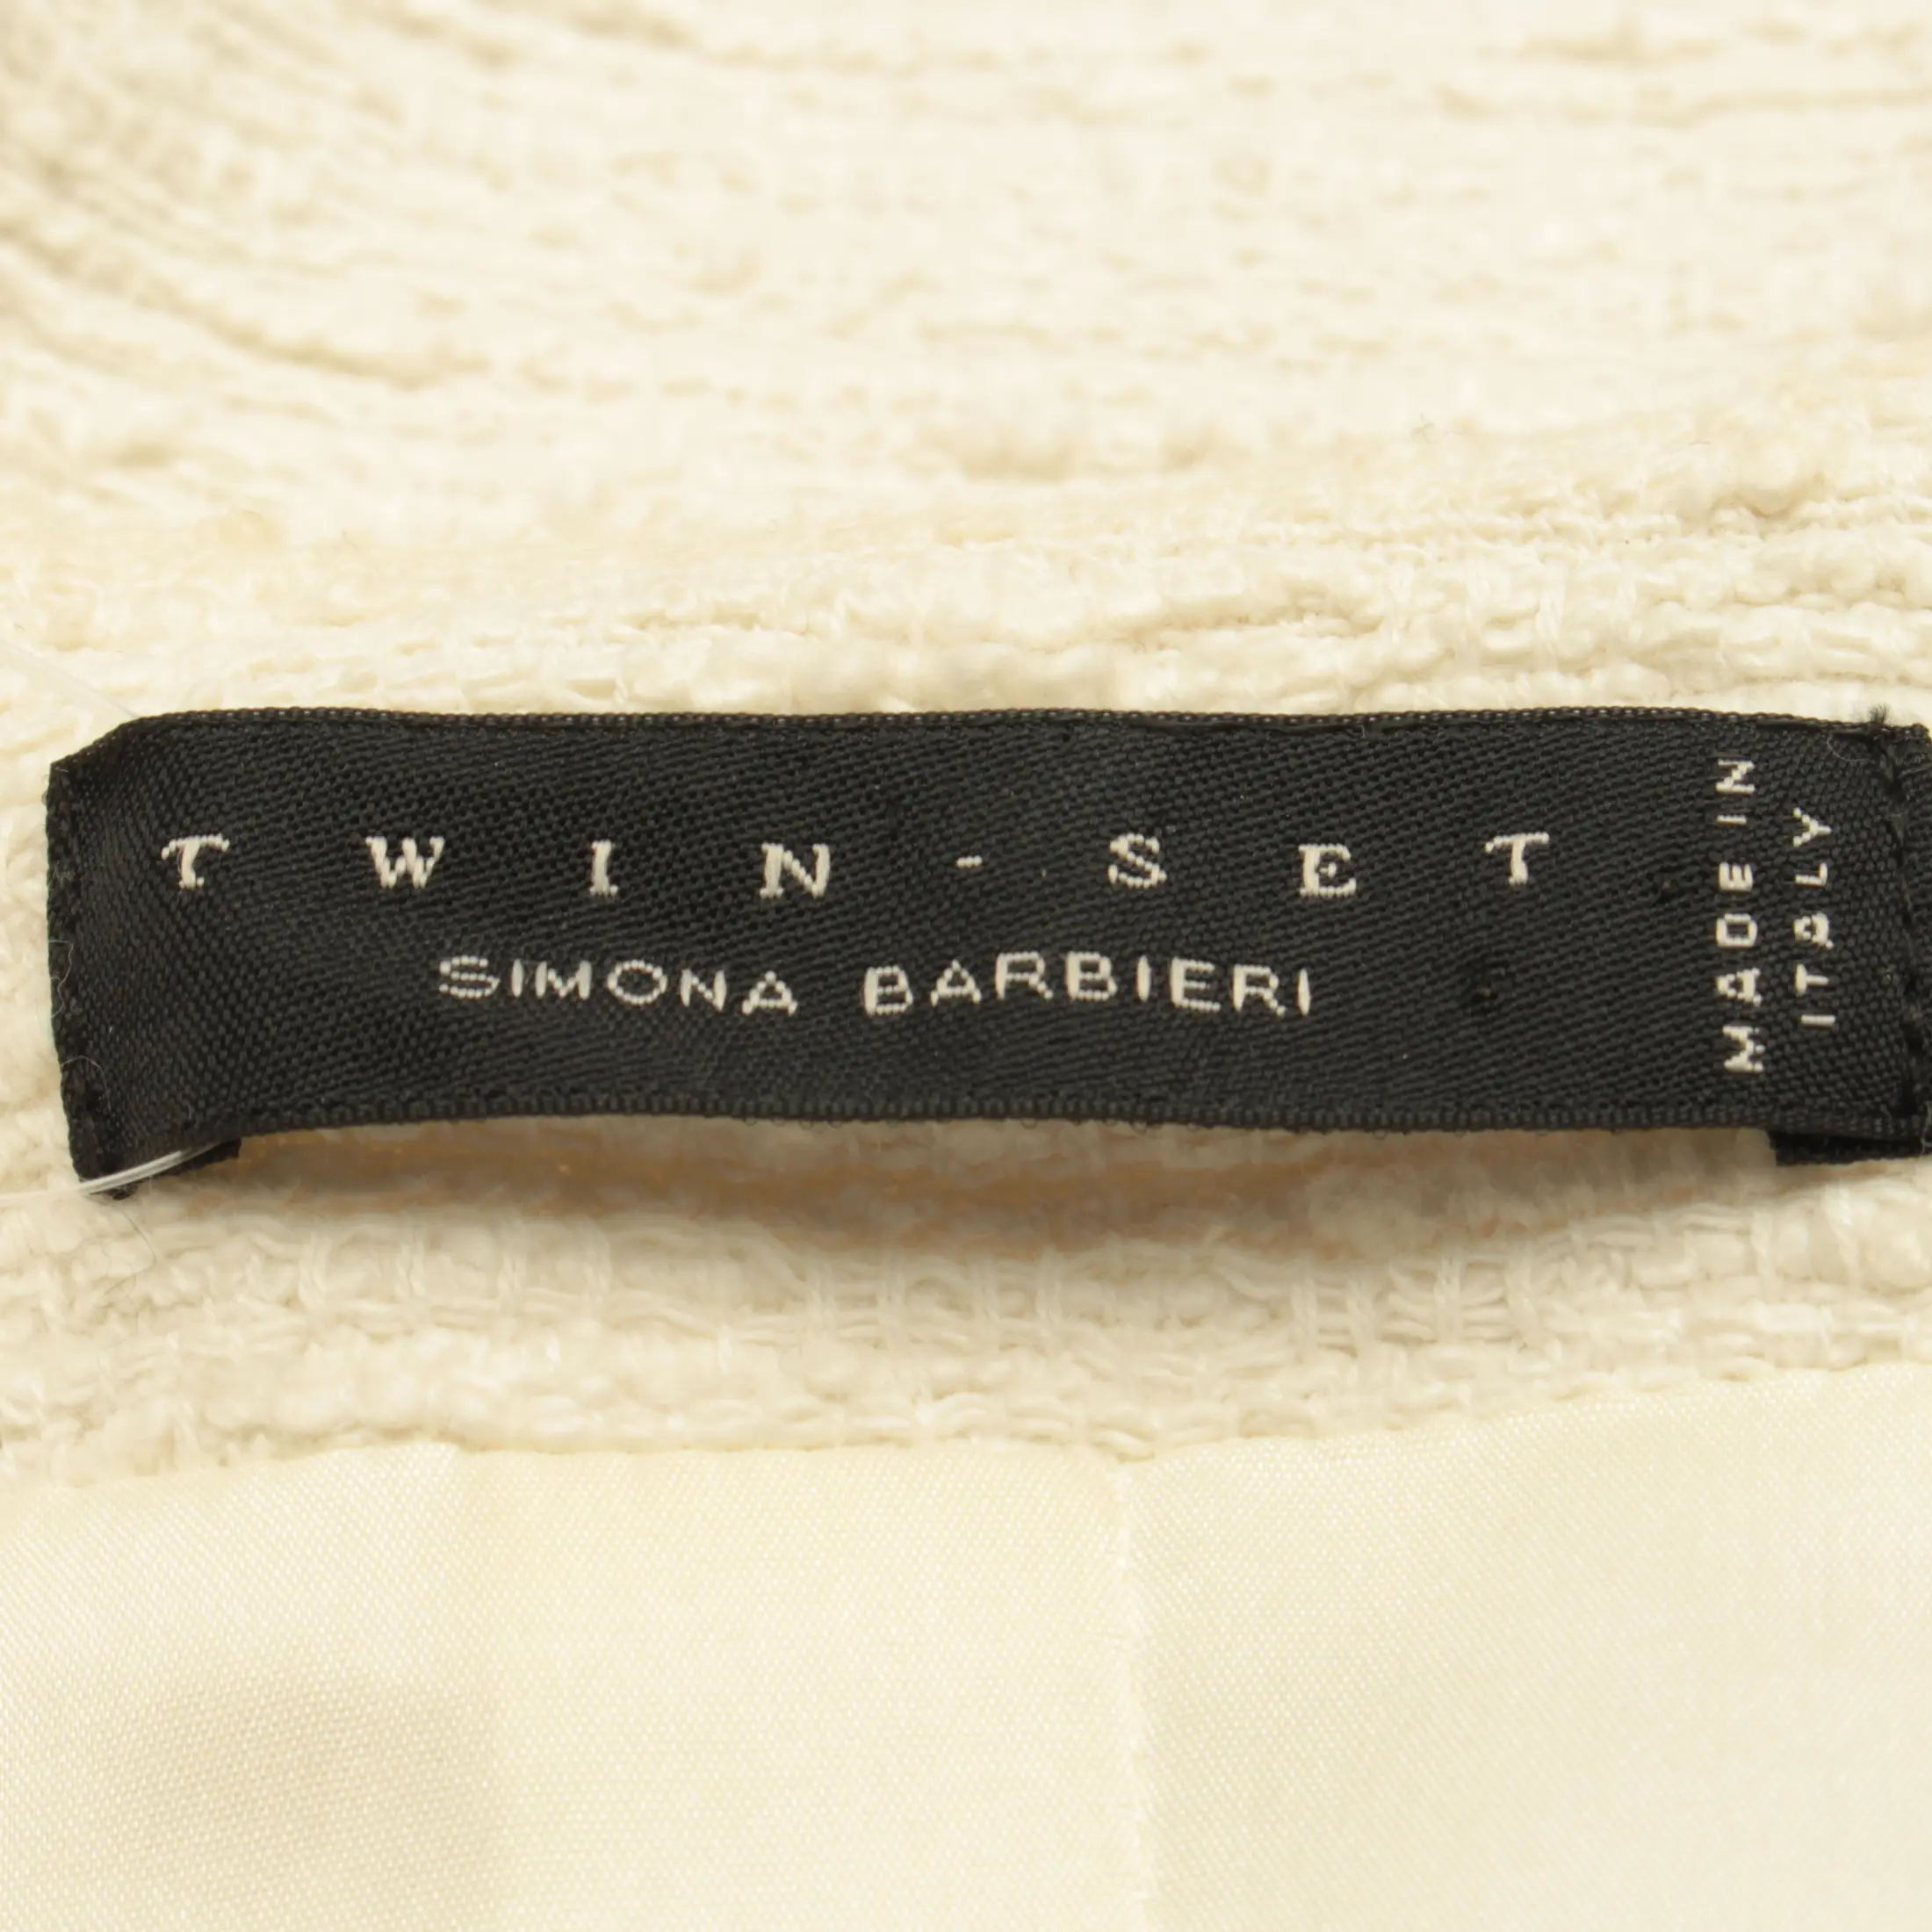 TWIN-SET
SIMONA BARBIERI
MADE IN
ITALY